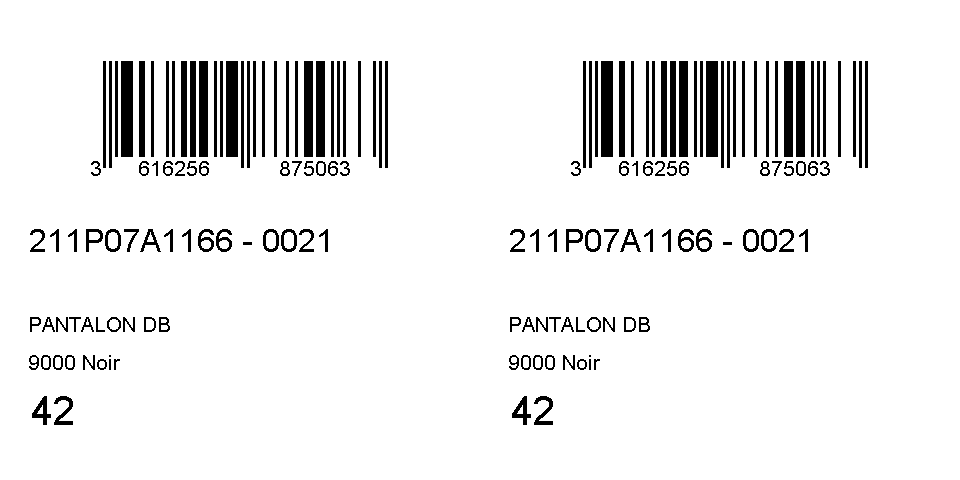 3 616256 875063
211P07A1166 - 0021
PANTALON DB
9000 Noir
42
3 616256 875063
211P07A1166 - 0021
PANTALON DB
9000 Noir
42